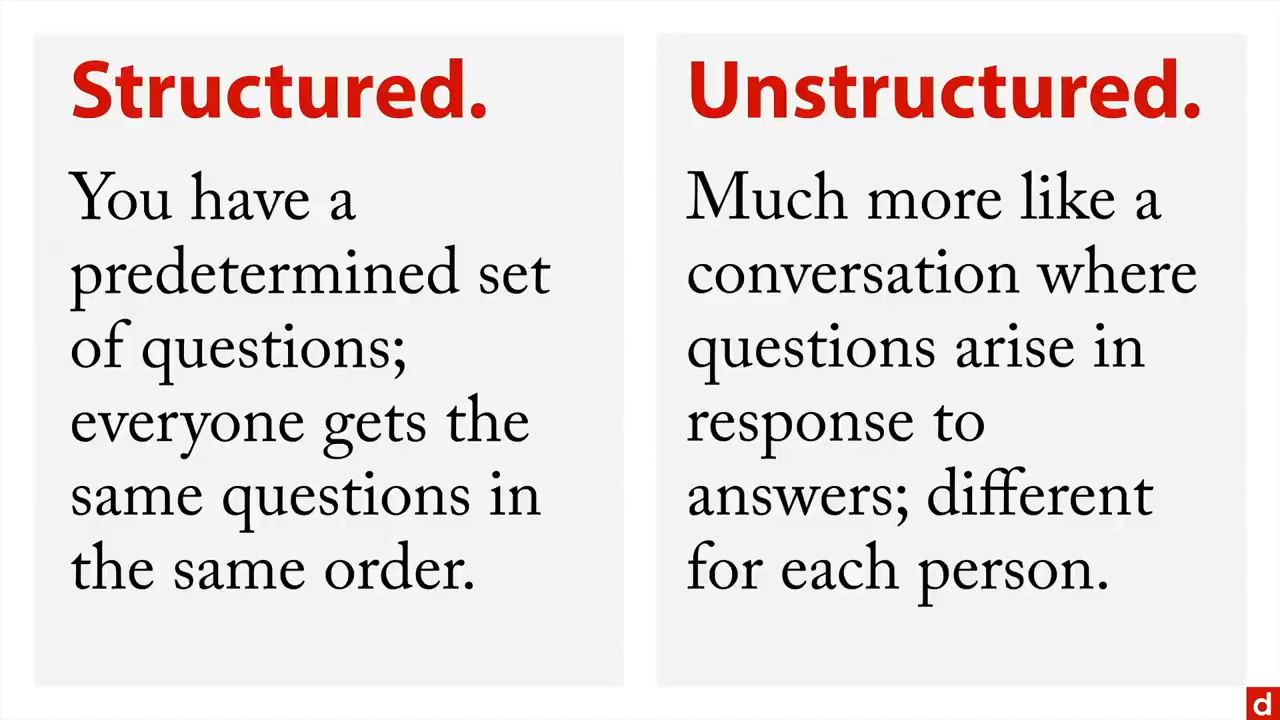 Structured.
You have a
predetermined set
of questions;
everyone gets the
same questions in
the same order.
Unstructured.
Much more like a
conversation where
questions arise in
response to
answers; different
for each person.
d